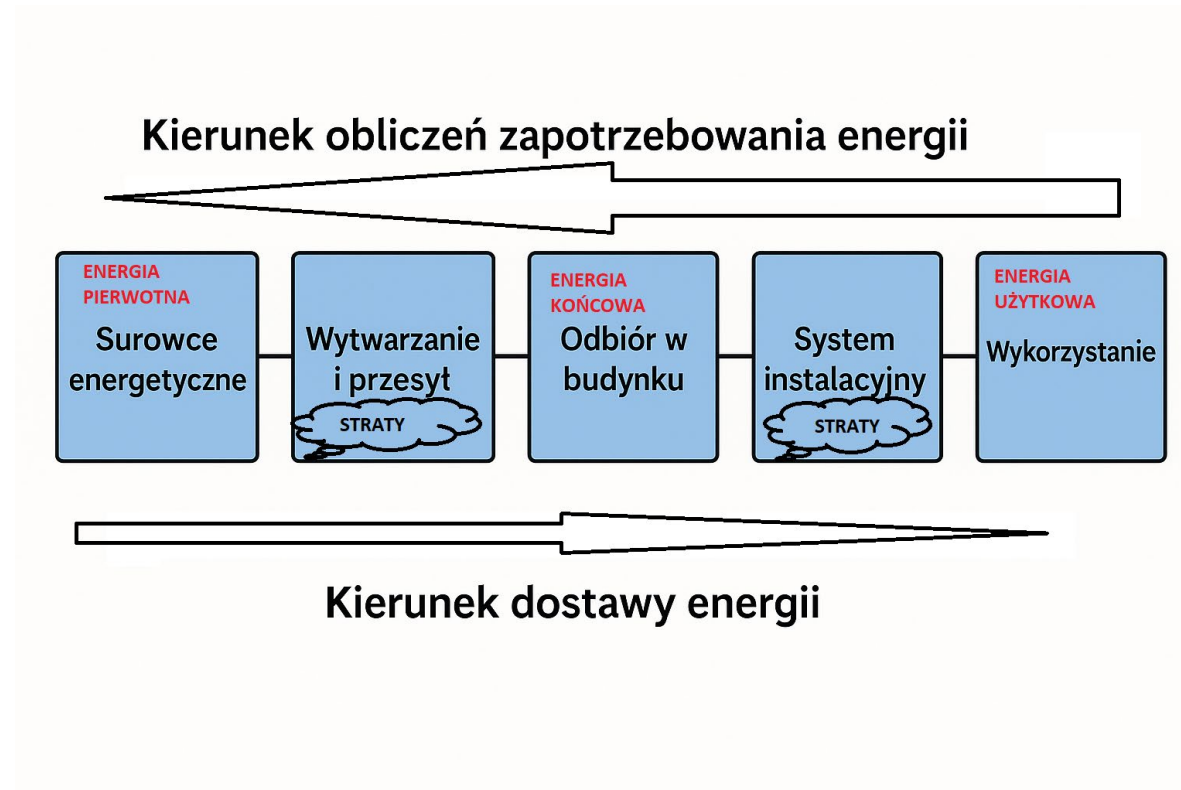 Kierunek obliczeń zapotrzebowania energii
ENERGIA
PIERWOTNA
Surowce
energetyczne
Wytwarzanie
i przesył
STRATY
ENERGIA
KOŃCOWA
Odbiór w
budynku
System
instalacyjny
STRATY
ENERGIA
UŻYTKOWA
Wykorzystanie
Kierunek dostawy energii